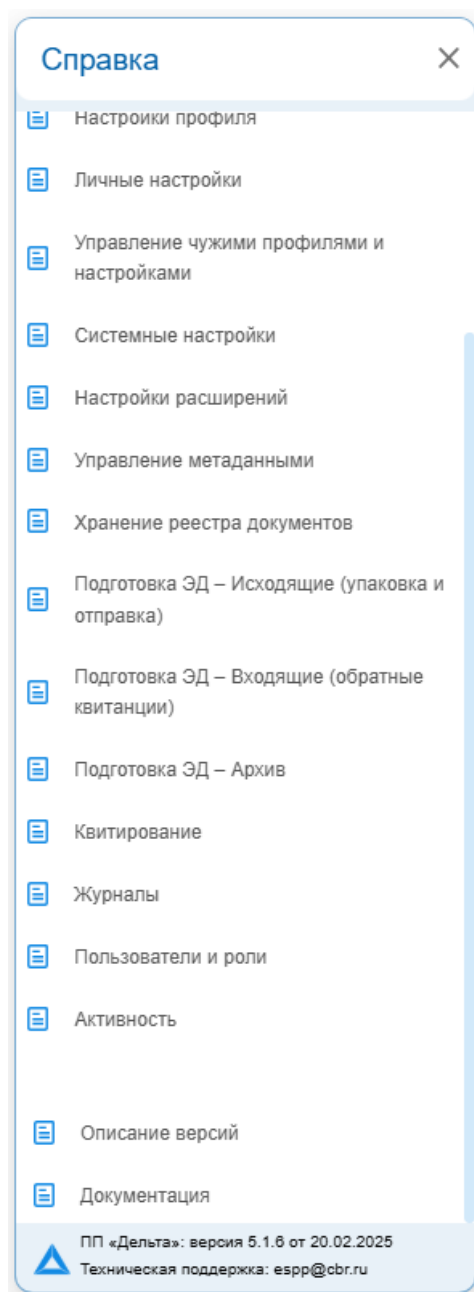 Справка
Настройки профиля
Личные настройки
Управление чужими профилями и
настройками
Системные настройки
Настройки расширений
Управление метаданными
Хранение реестра документов
Подготовка ЭД – Исходящие (упаковка и
отправка)
Подготовка ЭД – Входящие (обратные
квитанции)
Подготовка ЭД – Архив
Квитирование
Журналы
Пользователи и роли
Активность
Описание версий
Документация
ПП «Дельта»: версия 5.1.6 от 20.02.2025
Техническая поддержка: espp@cbr.ru